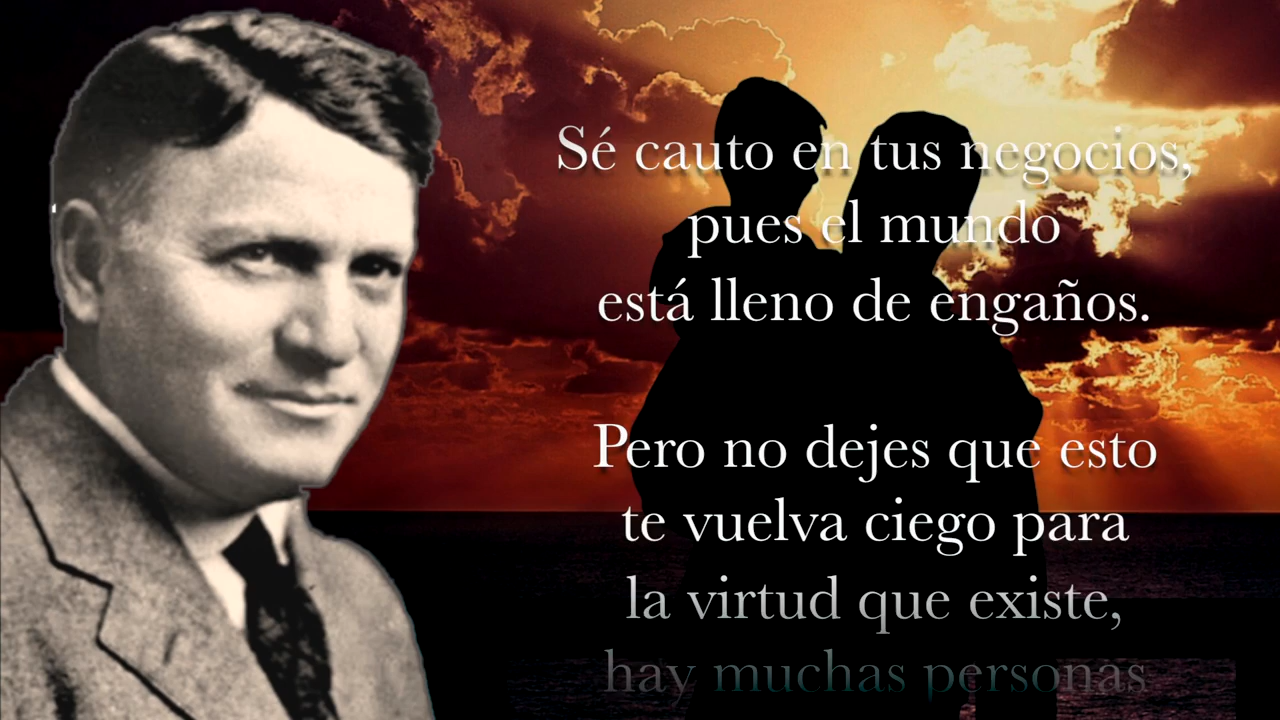 Sé cauto en tus negocios,
pues el mundo
está lleno de engaños.
Pero no dejes que esto
te vuelva ciego para
la virtud que existe,
hay muchas personas